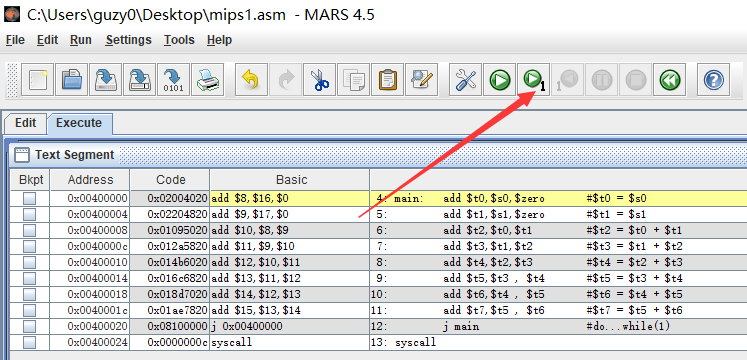 C:\Users\guzy0\Desktop\mips1.asm - MARS 4.5
File Edit Run Settings Tools Help
0101 1 1
Edit Execute
Text Segment
Bkpt Address Code Basic
0x00400000 0x02004020 add $8,$16,$0 4: main: add $t0,$s0,$zero #$t0 = $s0
0x00400004 0x02204820 add $9,$17,$0 5: add $t1,$s1,$zero #$t1 = $s1
0x00400008 0x01095020 add $10,$8,$9 6: add $t2,$t0,$t1 #$t2 = $t0 + $t1
0x0040000c 0x012a5820 add $11,$9,$10 7: add $t3,$t1,$t2 #$t3 = $t1 + $t2
0x00400010 0x014b6020 add $12,$10,$11 8: add $t4,$t2,$t3 #$t4 = $t2 + $t3
0x00400014 0x016c6820 add $13,$11,$12 9: add $t5,$t3 , $t4 #$t5 = $t3 + $t4
0x00400018 0x018d7020 add $14,$12,$13 10: add $t6,$t4 , $t5 #$t6 = $t4 + $t5
0x0040001c 0x01ae7820 add $15,$13,$14 11: add $t7,$t5 , $t6 #$t7 = $t5 + $t6
0x00400020 0x08100000 j 0x00400000 12: j main #do...while(1)
0x00400024 0x0000000c syscall 13: syscall